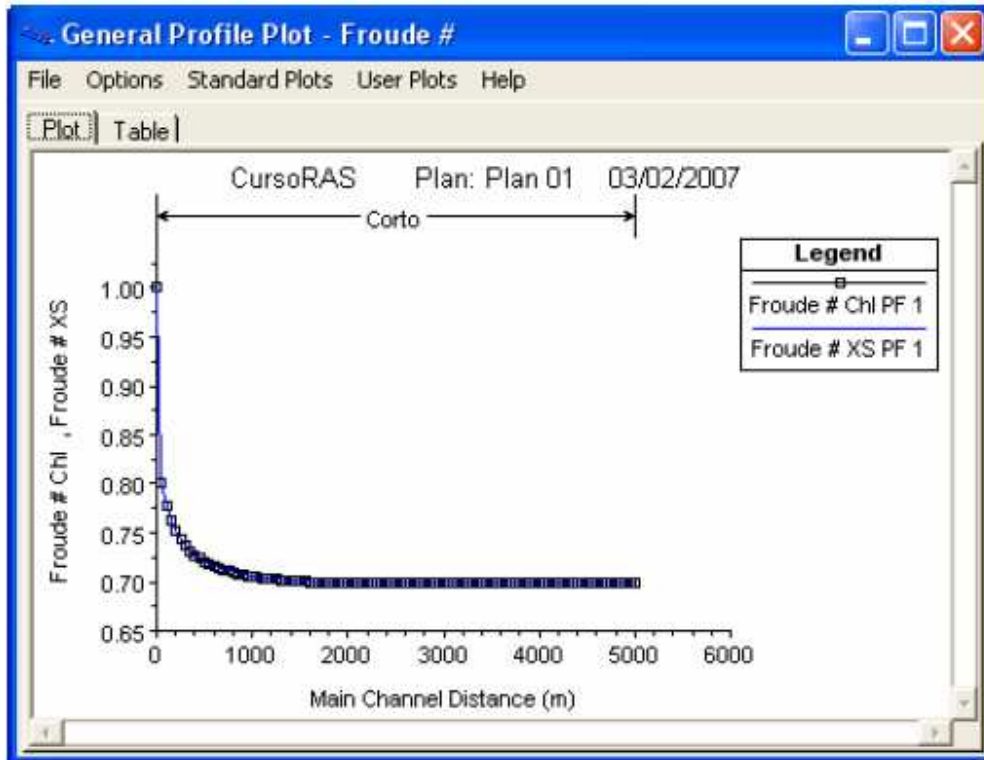 General Profile Plot - Froude #
File Options Standard Plots User Plots Help
Plot Table
CursoRAS Plan: Plan 01 03/02/2007
Corto
Legend
Froude # Chl PF 1
Froude # XS PF 1
Froude # Chl , Froude # XS
1.00
0.95
0.90
0.85
0.80
0.75
0.70
0.65
0 1000 2000 3000 4000 5000 6000
Main Channel Distance (m)